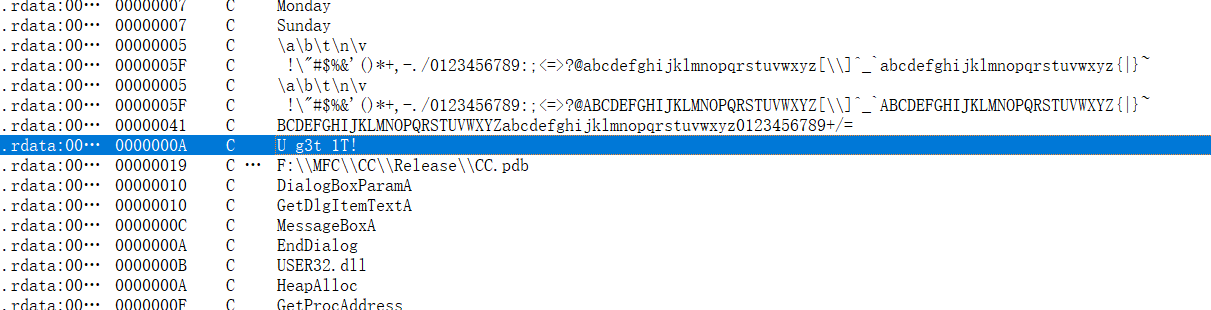 .rdata:00… 00000007 C Monday
.rdata:00… 00000007 C Sunday
.rdata:00… 00000005 C \a\b\t\n\v
.rdata:00… 0000005F C  !\"#$%&'()*+,-./0123456789:;<=>?@abcdefghijklmnopqrstuvwxyz[\\]^_`abcdefghijklmnopqrstuvwxyz{|}~
.rdata:00… 00000005 C \a\b\t\n\v
.rdata:00… 0000005F C  !\"#$%&'()*+,-./0123456789:;<=>?@ABCDEFGHIJKLMNOPQRSTUVWXYZ[\\]^_`ABCDEFGHIJKLMNOPQRSTUVWXYZ{|}~
.rdata:00… 00000041 C BCDEFGHIJKLMNOPQRSTUVWXYZabcdefghijklmnopqrstuvwxyz0123456789+/=
.rdata:00… 0000000A C U g3t 1T!
.rdata:00… 00000019 C … F:\\MFC\\CC\\Release\\CC.pdb
.rdata:00… 00000010 C DialogBoxParamA
.rdata:00… 00000010 C GetDlgItemTextA
.rdata:00… 0000000C C MessageBoxA
.rdata:00… 0000000A C EndDialog
.rdata:00… 0000000B C USER32.dll
.rdata:00… 0000000A C HeapAlloc
.rdata:00… 0000000F C GetProcAddress